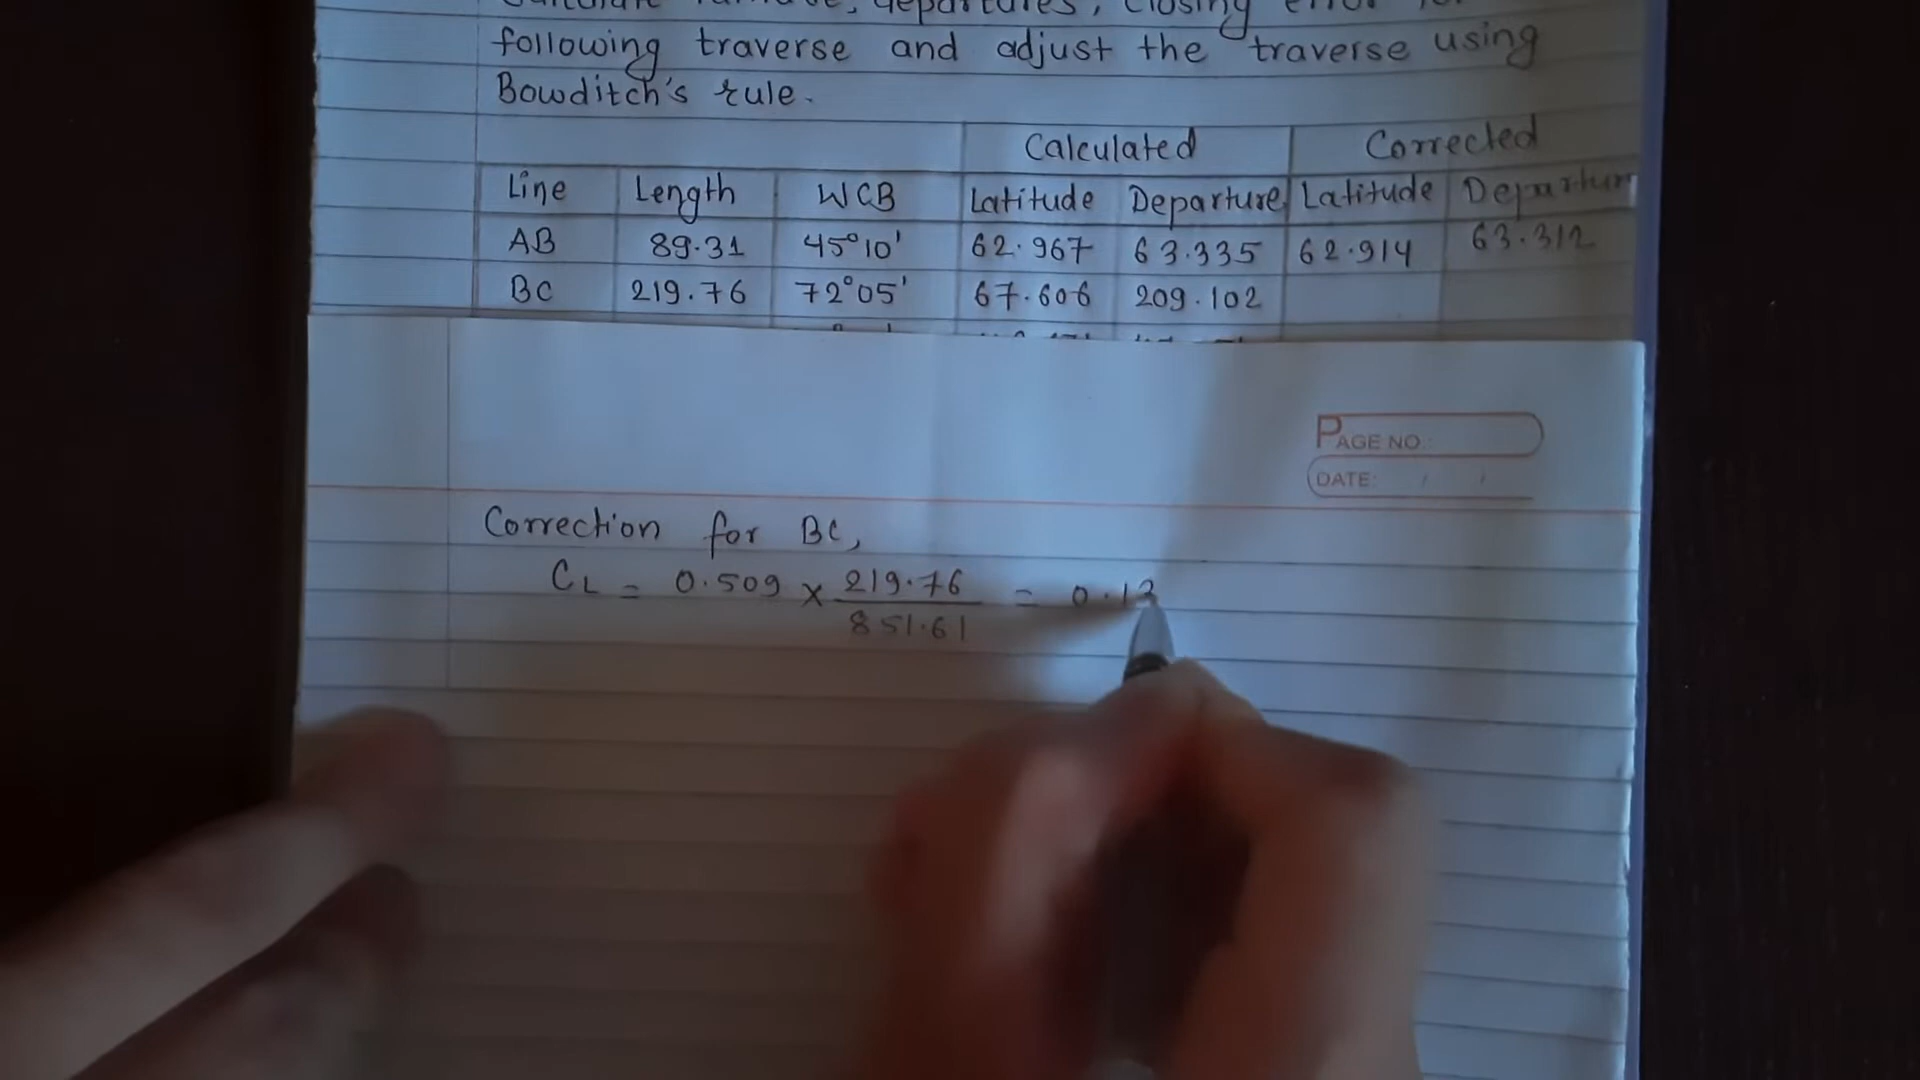 following traverse and adjust the traverse using
Bowditch's rule.
Calculated Corrected
Line Length WCB Latitude Departure Latitude Departure
AB 89.31 45°10' 62.967 63.335 62.914 63.312
BC 219.76 72°05' 67.606 209.102
PAGE NO.:
DATE: / /
Correction for BC,
CL = 0.509 × 219.76 = 0.13
851.61